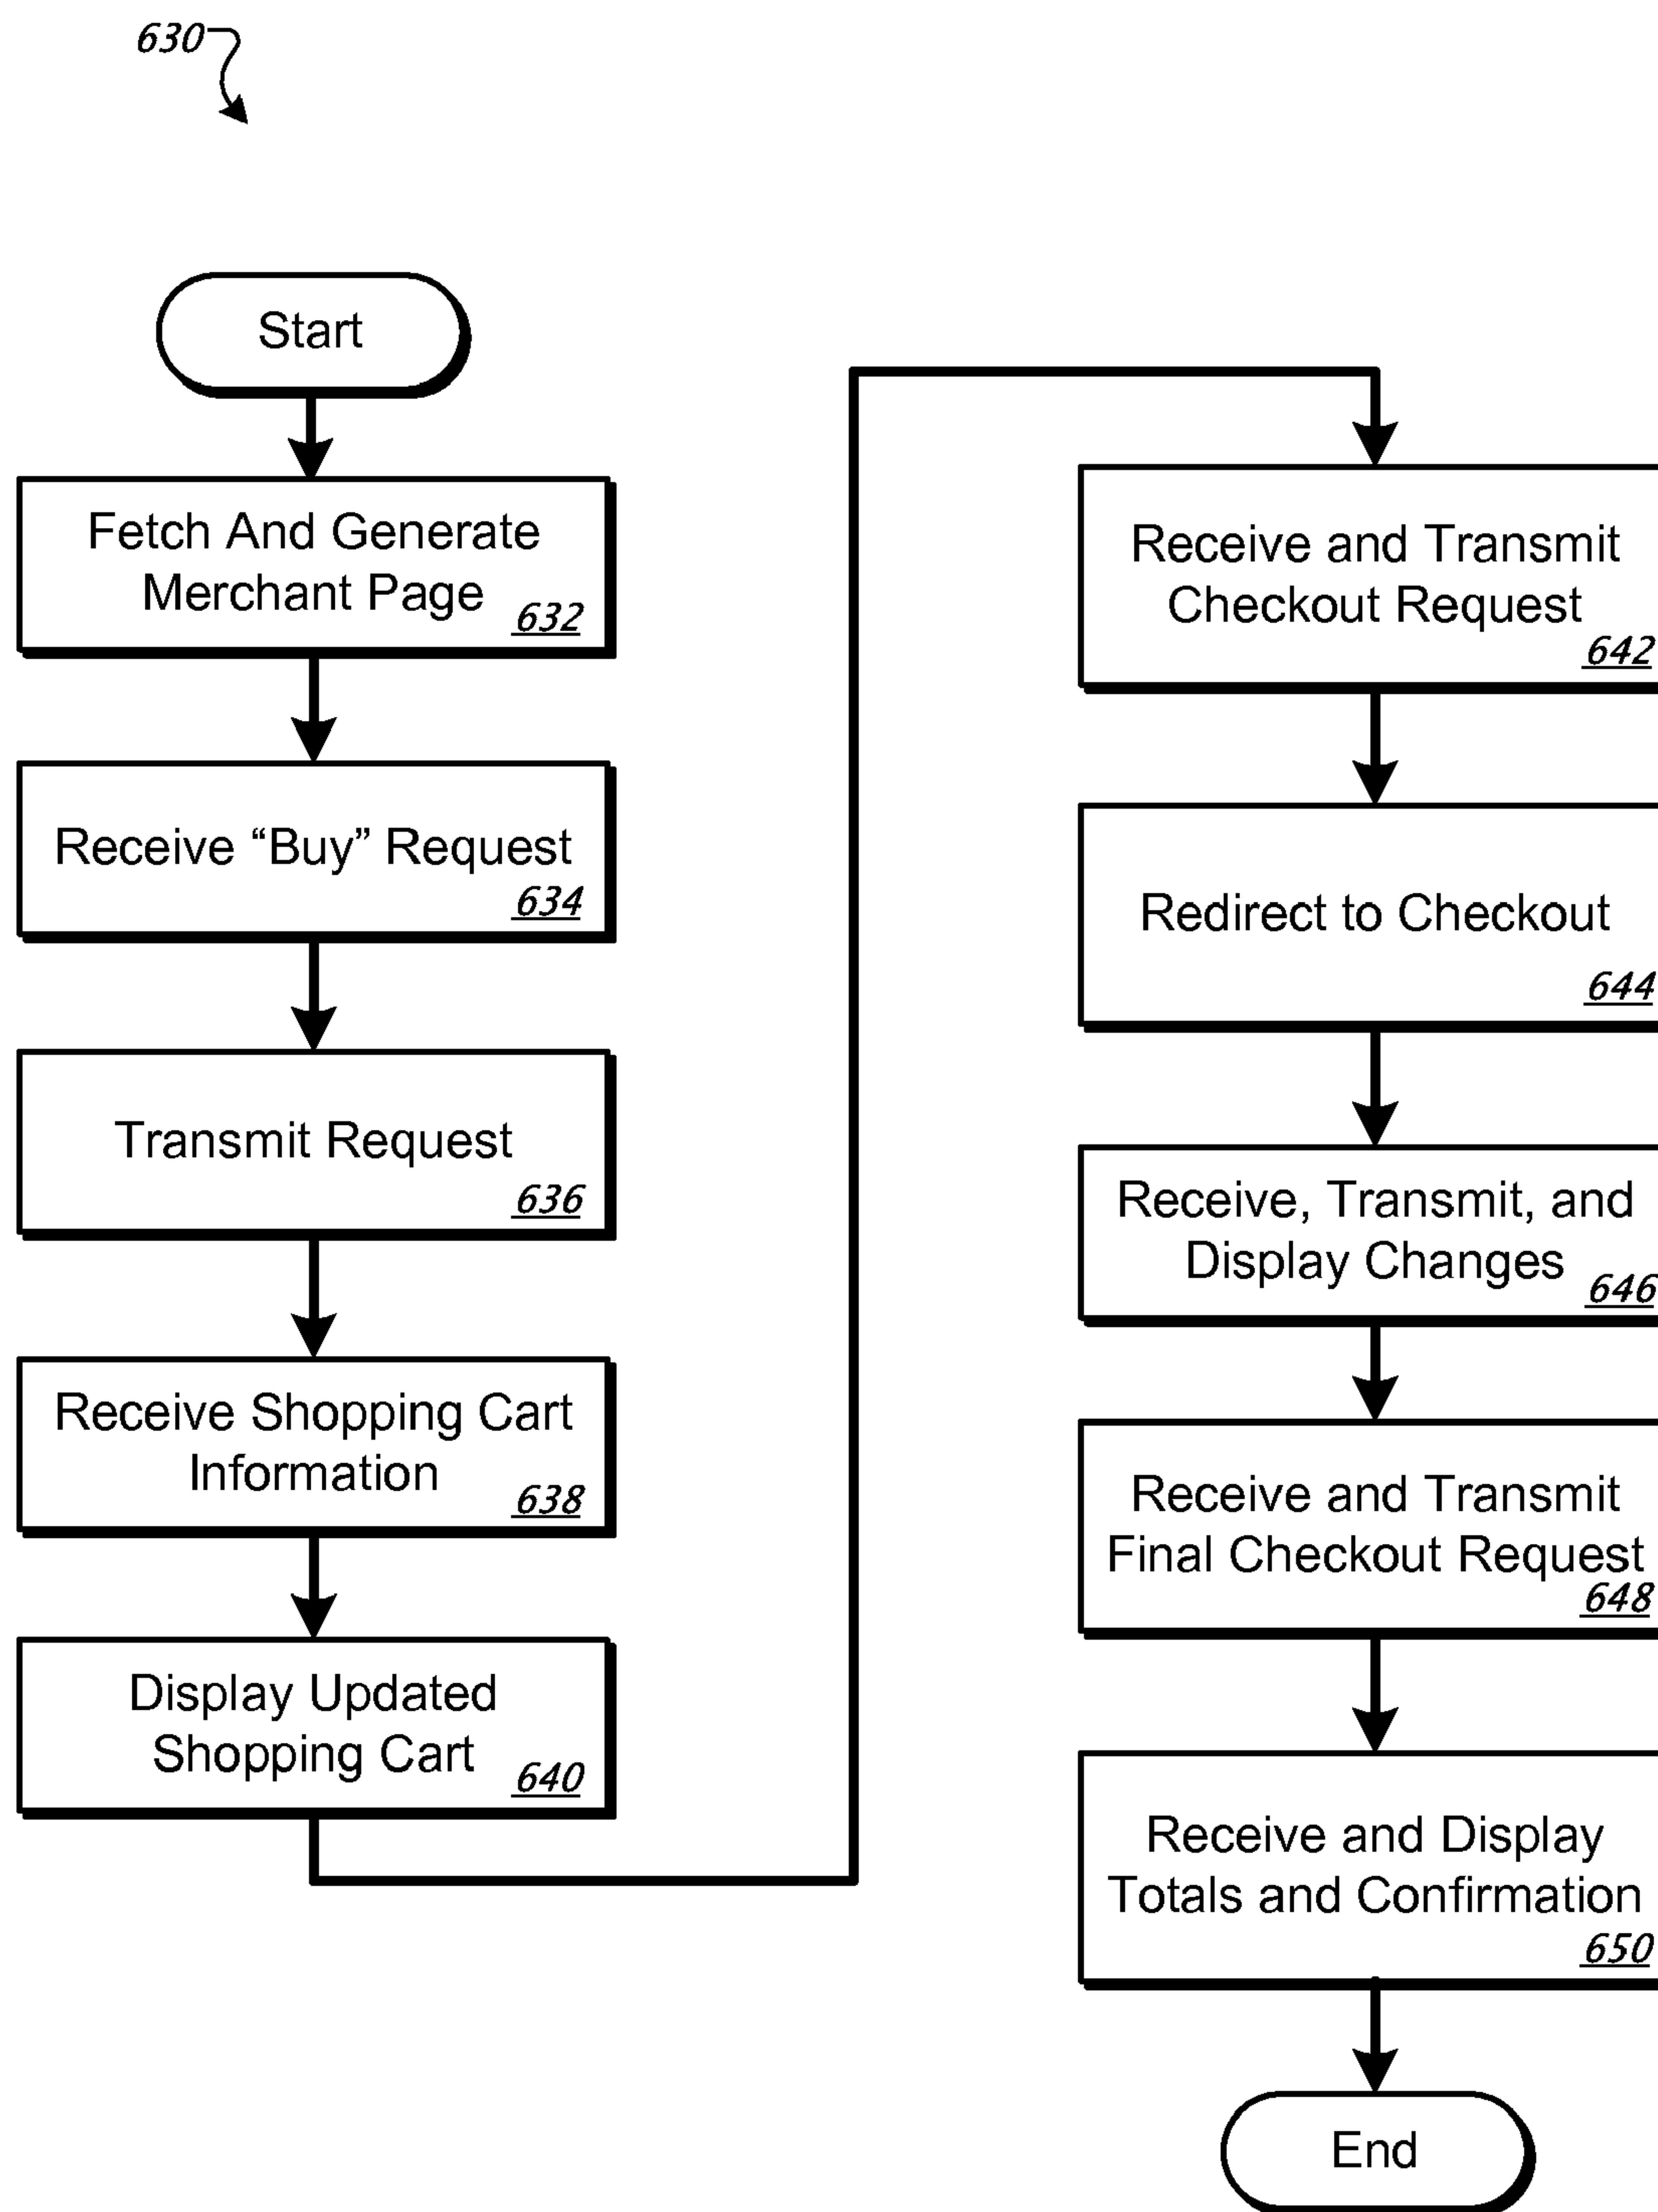 630
Start
Fetch And Generate
Merchant Page
632
Receive “Buy” Request
634
Transmit Request
636
Receive Shopping Cart
Information
638
Display Updated
Shopping Cart
640
Receive and Transmit
Checkout Request
642
Redirect to Checkout
644
Receive, Transmit, and
Display Changes
646
Receive and Transmit
Final Checkout Request
648
Receive and Display
Totals and Confirmation
650
End